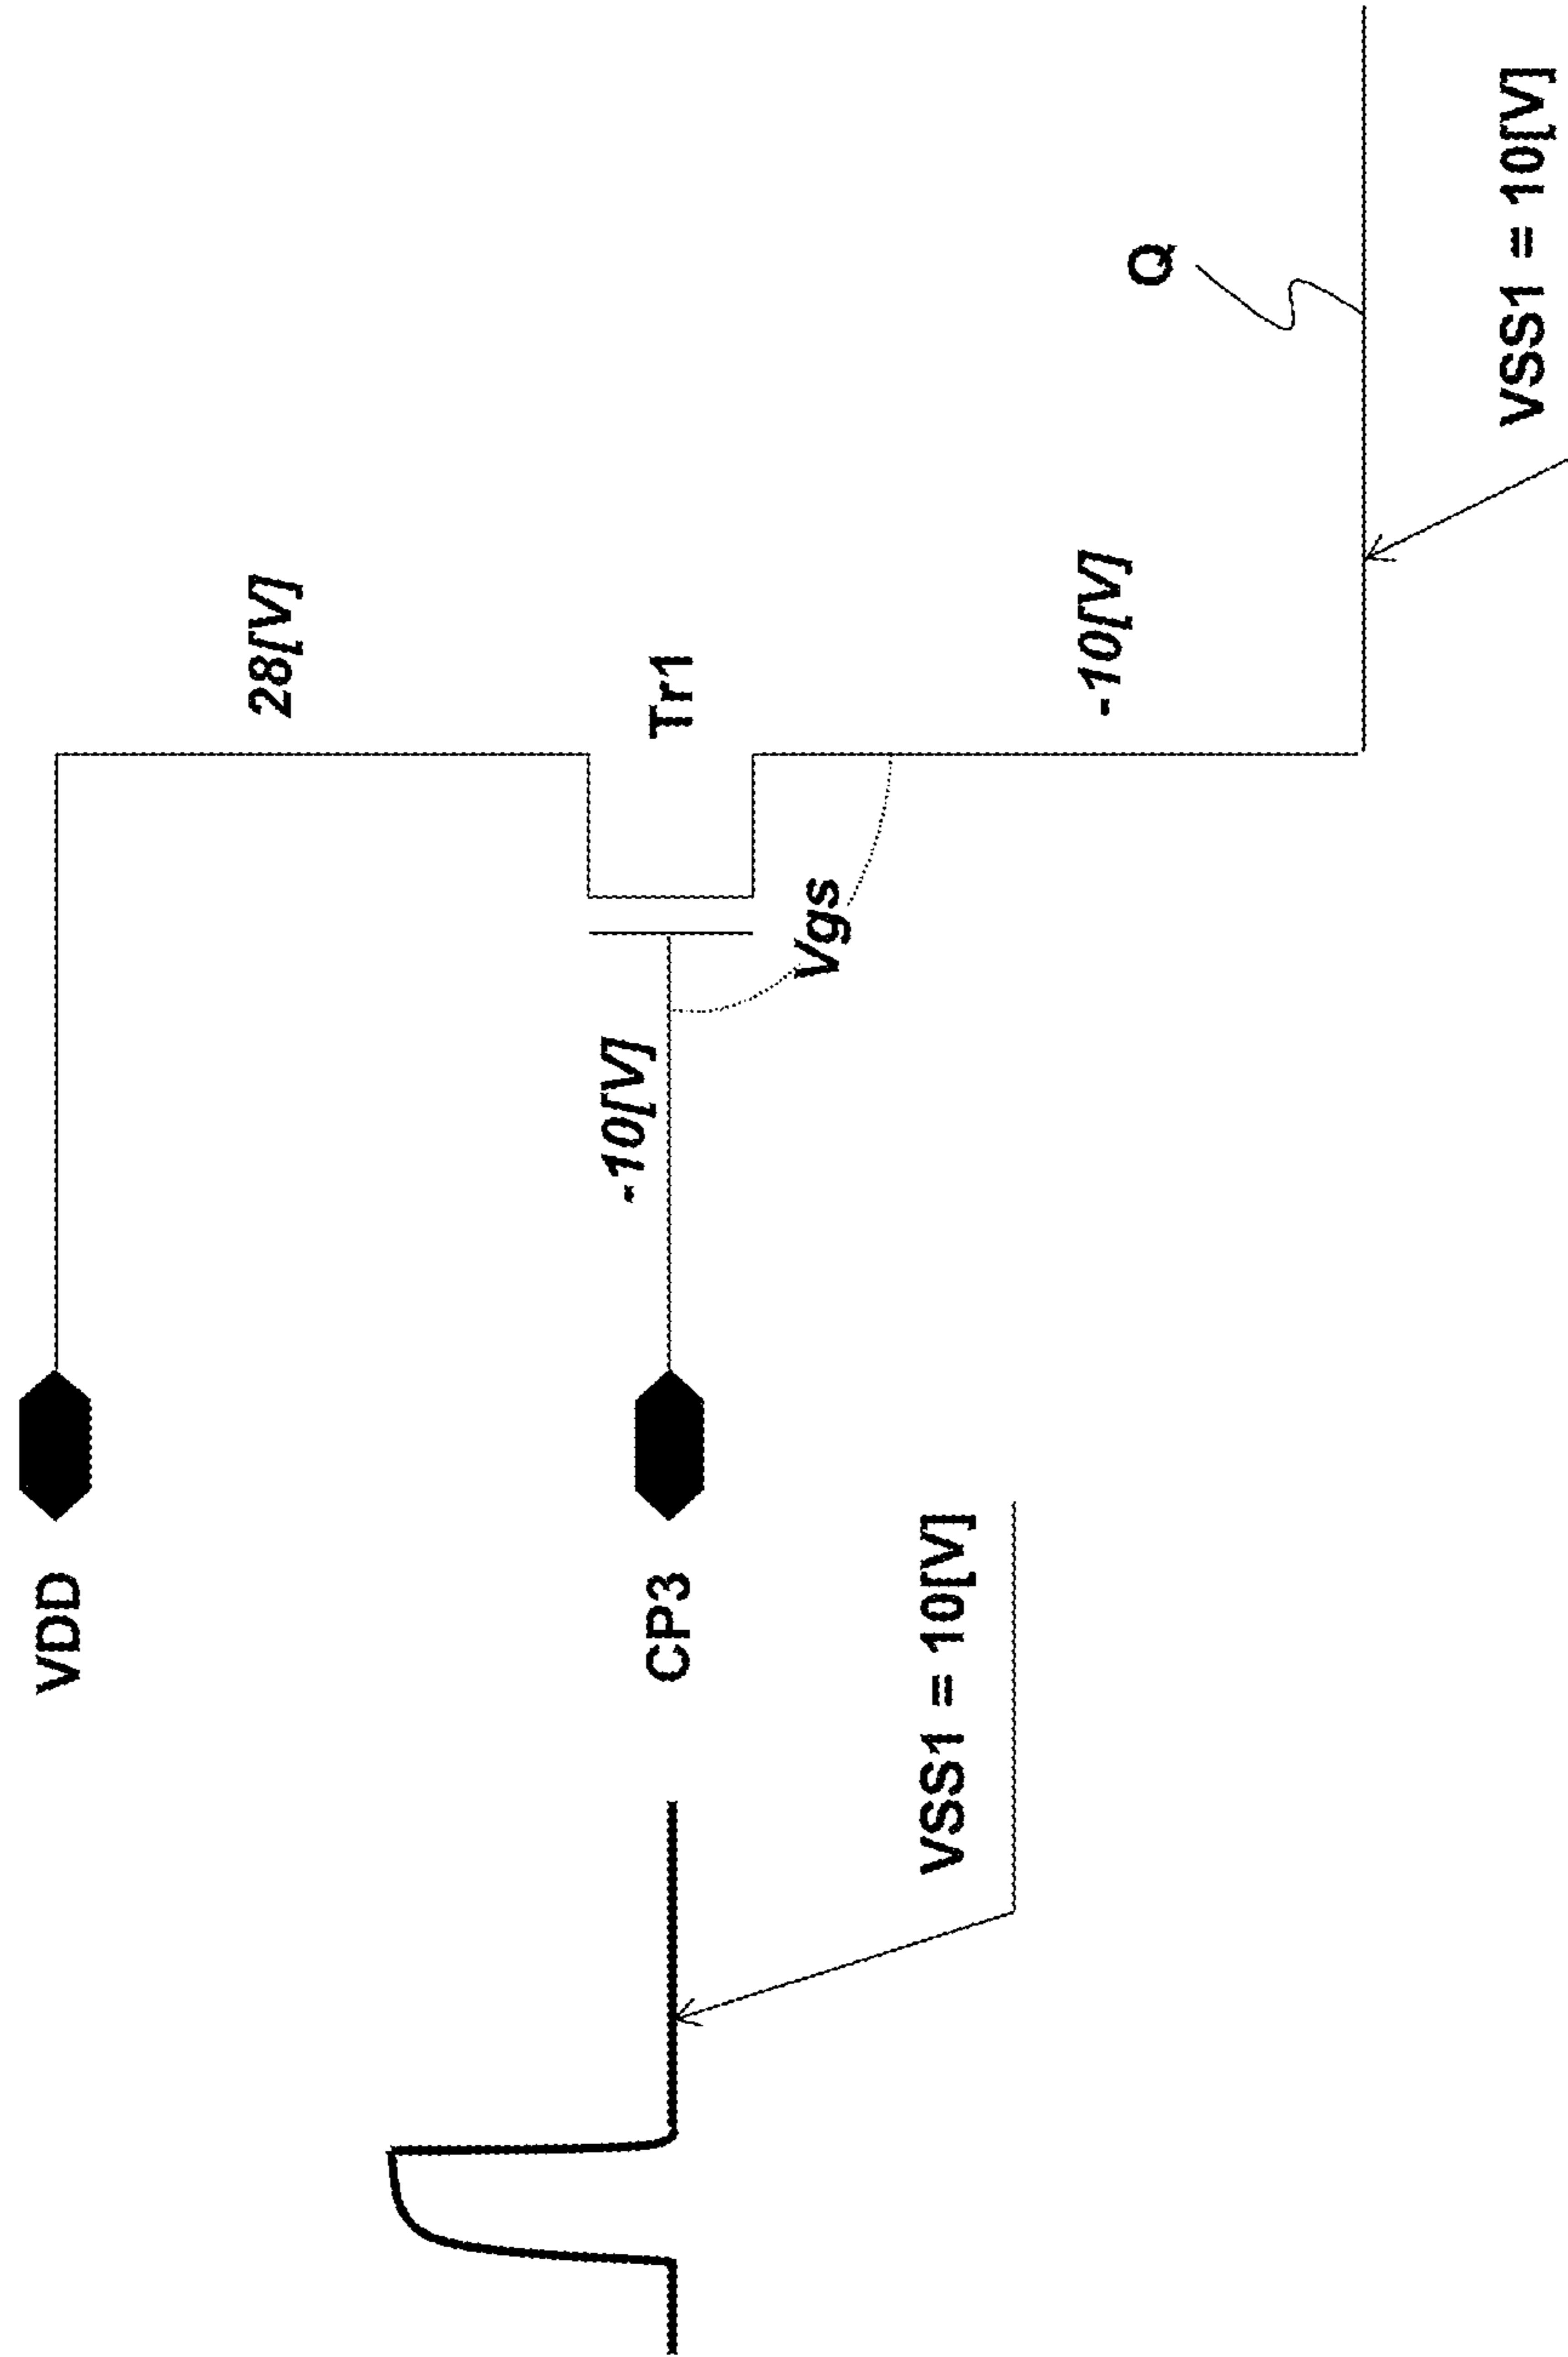 VDD
28[V]
CP3
-10[V]
Tr1
Vgs
VSS1 = 10[V]
-10[V]
Q
VSS1 = 10[V]